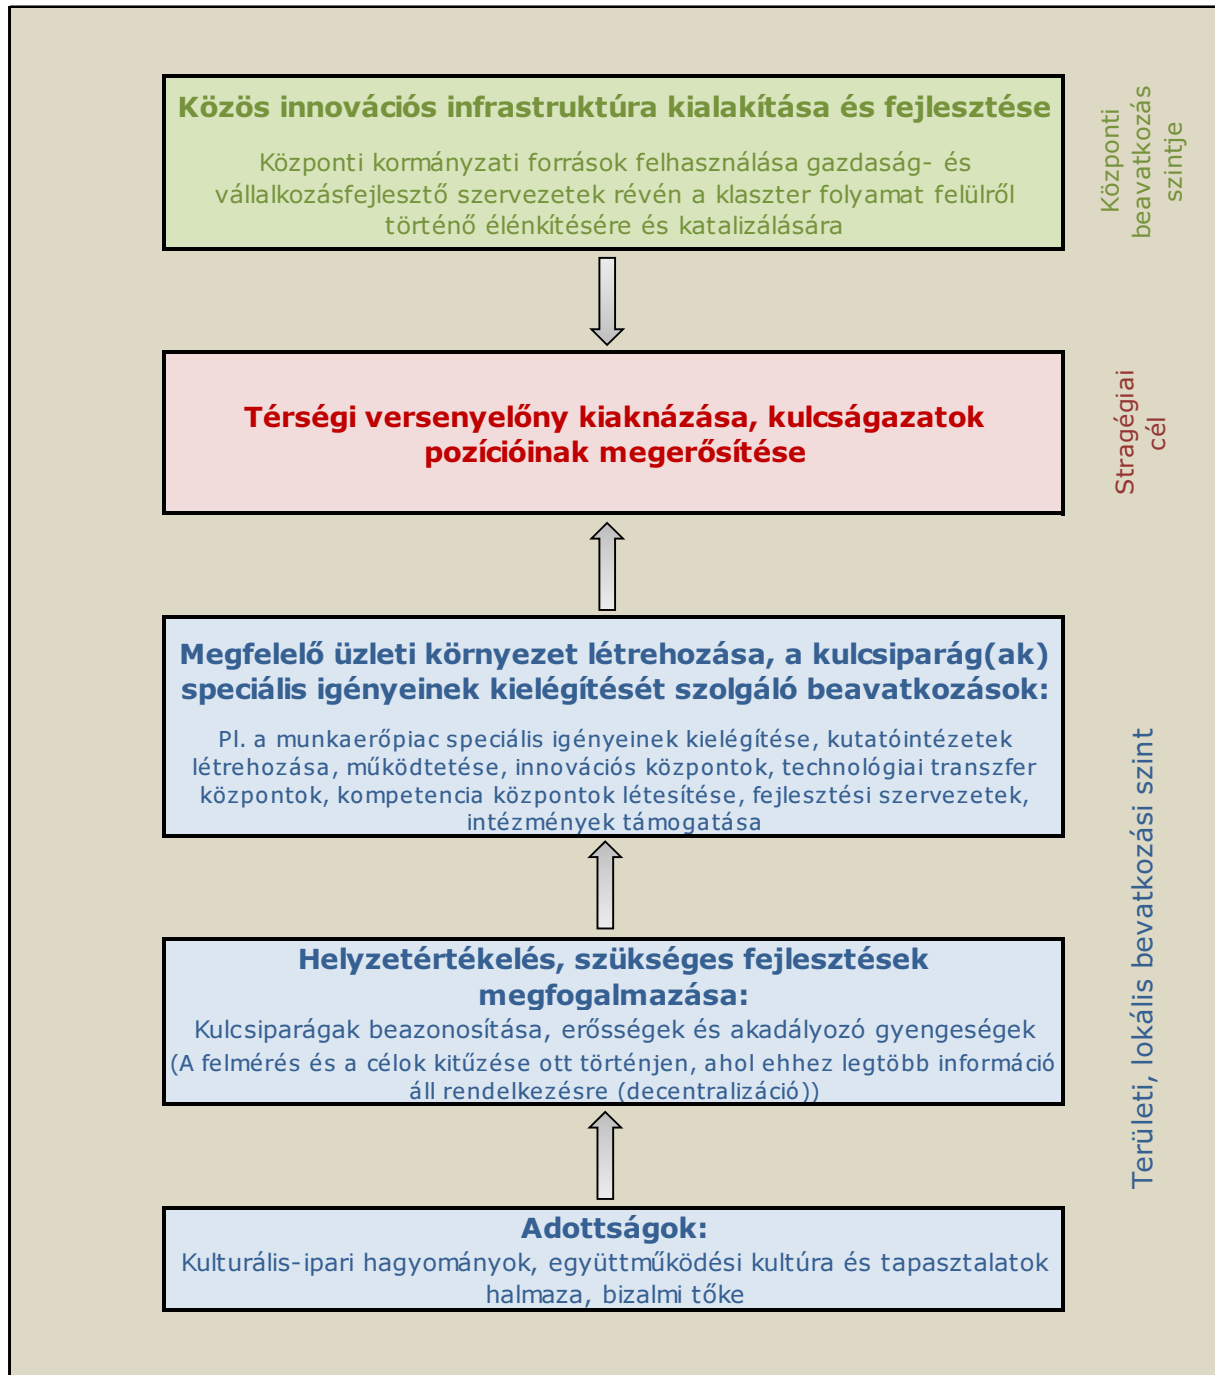 Közös innovációs infrastruktúra kialakítása és fejlesztése
Központi kormányzati források felhasználása gazdaság- és
vállalkozásfejlesztő szervezetek révén a klaszter folyamat felülről
történő élénkítésére és katalizálására
Központi
beavatkozás
szintje
Térségi versenyelőny kiaknázása, kulcságazatok
pozícióinak megerősítése
Stragégiai
cél
Megfelelő üzleti környezet létrehozása, a kulcsiparág(ak)
speciális igényeinek kielégítését szolgáló beavatkozások:
Pl. a munkaerőpiac speciális igényeinek kielégítése, kutatóintézetek
létrehozása, működtetése, innovációs központok, technológiai transzfer
központok, kompetencia központok létesítése, fejlesztési szervezetek,
intézmények támogatása
Helyzetértékelés, szükséges fejlesztések
megfogalmazása:
Kulcsiparágak beazonosítása, erősségek és akadályozó gyengeségek
(A felmérés és a célok kitűzése ott történjen, ahol ehhez legtöbb információ
áll rendelkezésre (decentralizáció))
Adottságok:
Kulturális-ipari hagyományok, együttműködési kultúra és tapasztalatok
halmaza, bizalmi tőke
Területi, lokális bevatkozási szint